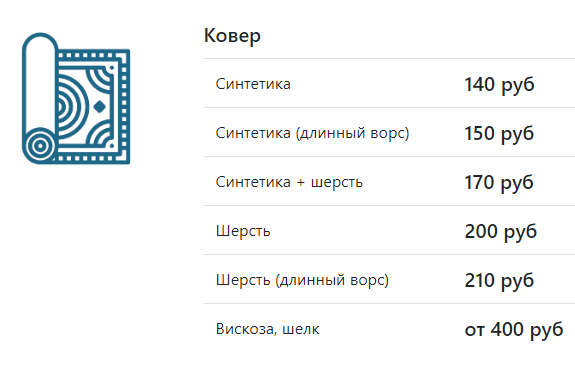 Ковер
Синтетика 140 руб
Синтетика (длинный ворс) 150 руб
Синтетика + шерсть 170 руб
Шерсть 200 руб
Шерсть (длинный ворс) 210 руб
Вискоза, шелк от 400 руб